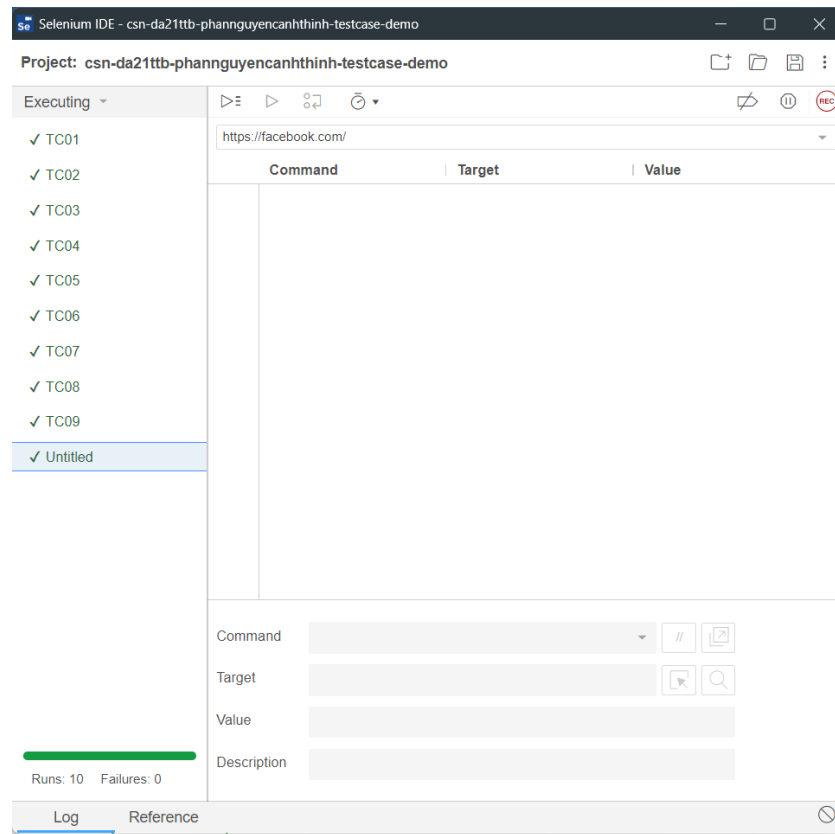 Se Selenium IDE - csn-da21ttb-phannguyencanhthinh-testcase-demo
Project: csn-da21ttb-phannguyencanhthinh-testcase-demo
Executing
REC
✓ TC01
https://facebook.com/
Command Target Value
✓ TC02
✓ TC03
✓ TC04
✓ TC05
✓ TC06
✓ TC07
✓ TC08
✓ TC09
✓ Untitled
Command
//
Target
Value
Description
Runs: 10 Failures: 0
Log Reference